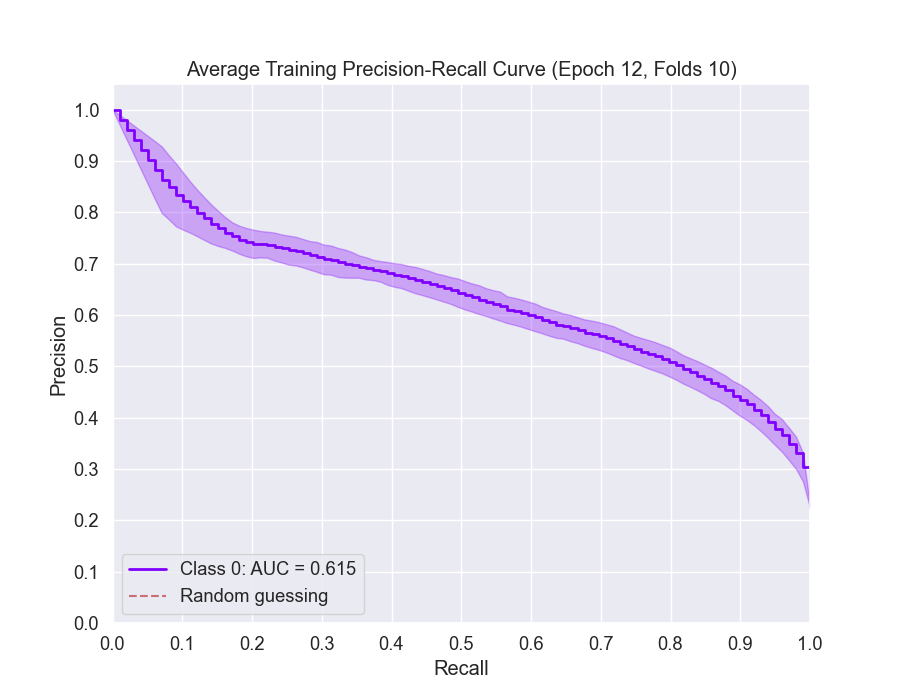 Average Training Precision-Recall Curve (Epoch 12, Folds 10)
1.0
0.9
0.8
0.7
0.6
0.5
0.4
0.3
0.2
0.1
0.0
Precision
Class 0: AUC = 0.615
Random guessing
0.0 0.1 0.2 0.3 0.4 0.5 0.6 0.7 0.8 0.9 1.0
Recall